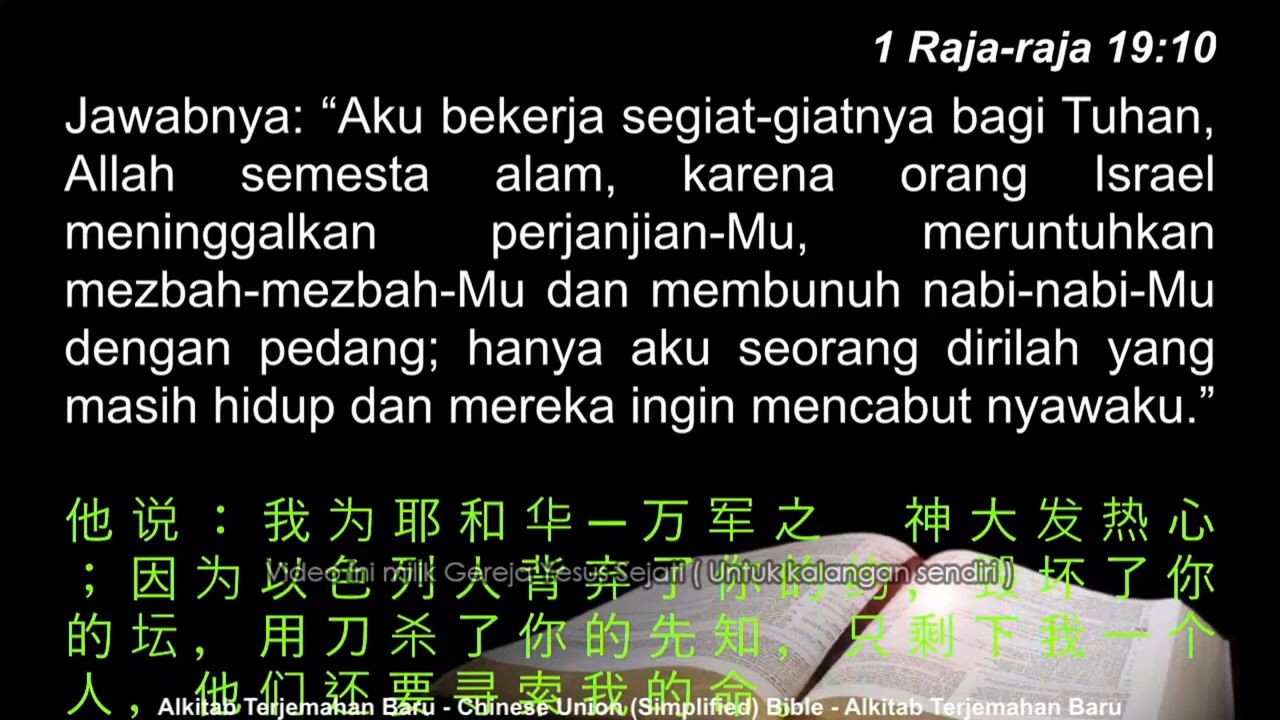 1 Raja-raja 19:10
Jawabnya: “Aku bekerja segiat-giatnya bagi Tuhan,
Allah semesta alam, karena orang Israel
meninggalkan perjanjian-Mu, meruntuhkan
mezbah-mezbah-Mu dan membunuh nabi-nabi-Mu
dengan pedang; hanya aku seorang dirilah yang
masih hidup dan mereka ingin mencabut nyawaku.”
他说：我为耶和华─万军之 神大发热心
；因为以色列人背弃了你的约，毁坏了你
Video ini milik Gereja Yesus Sejati ( Untuk kalangan sendiri )
的坛，用刀杀了你的先知，只剩下我一个
人，他们还要寻索我的命。
Alkitab Terjemahan Baru - Chinese Union (Simplified) Bible - Alkitab Terjemahan Baru